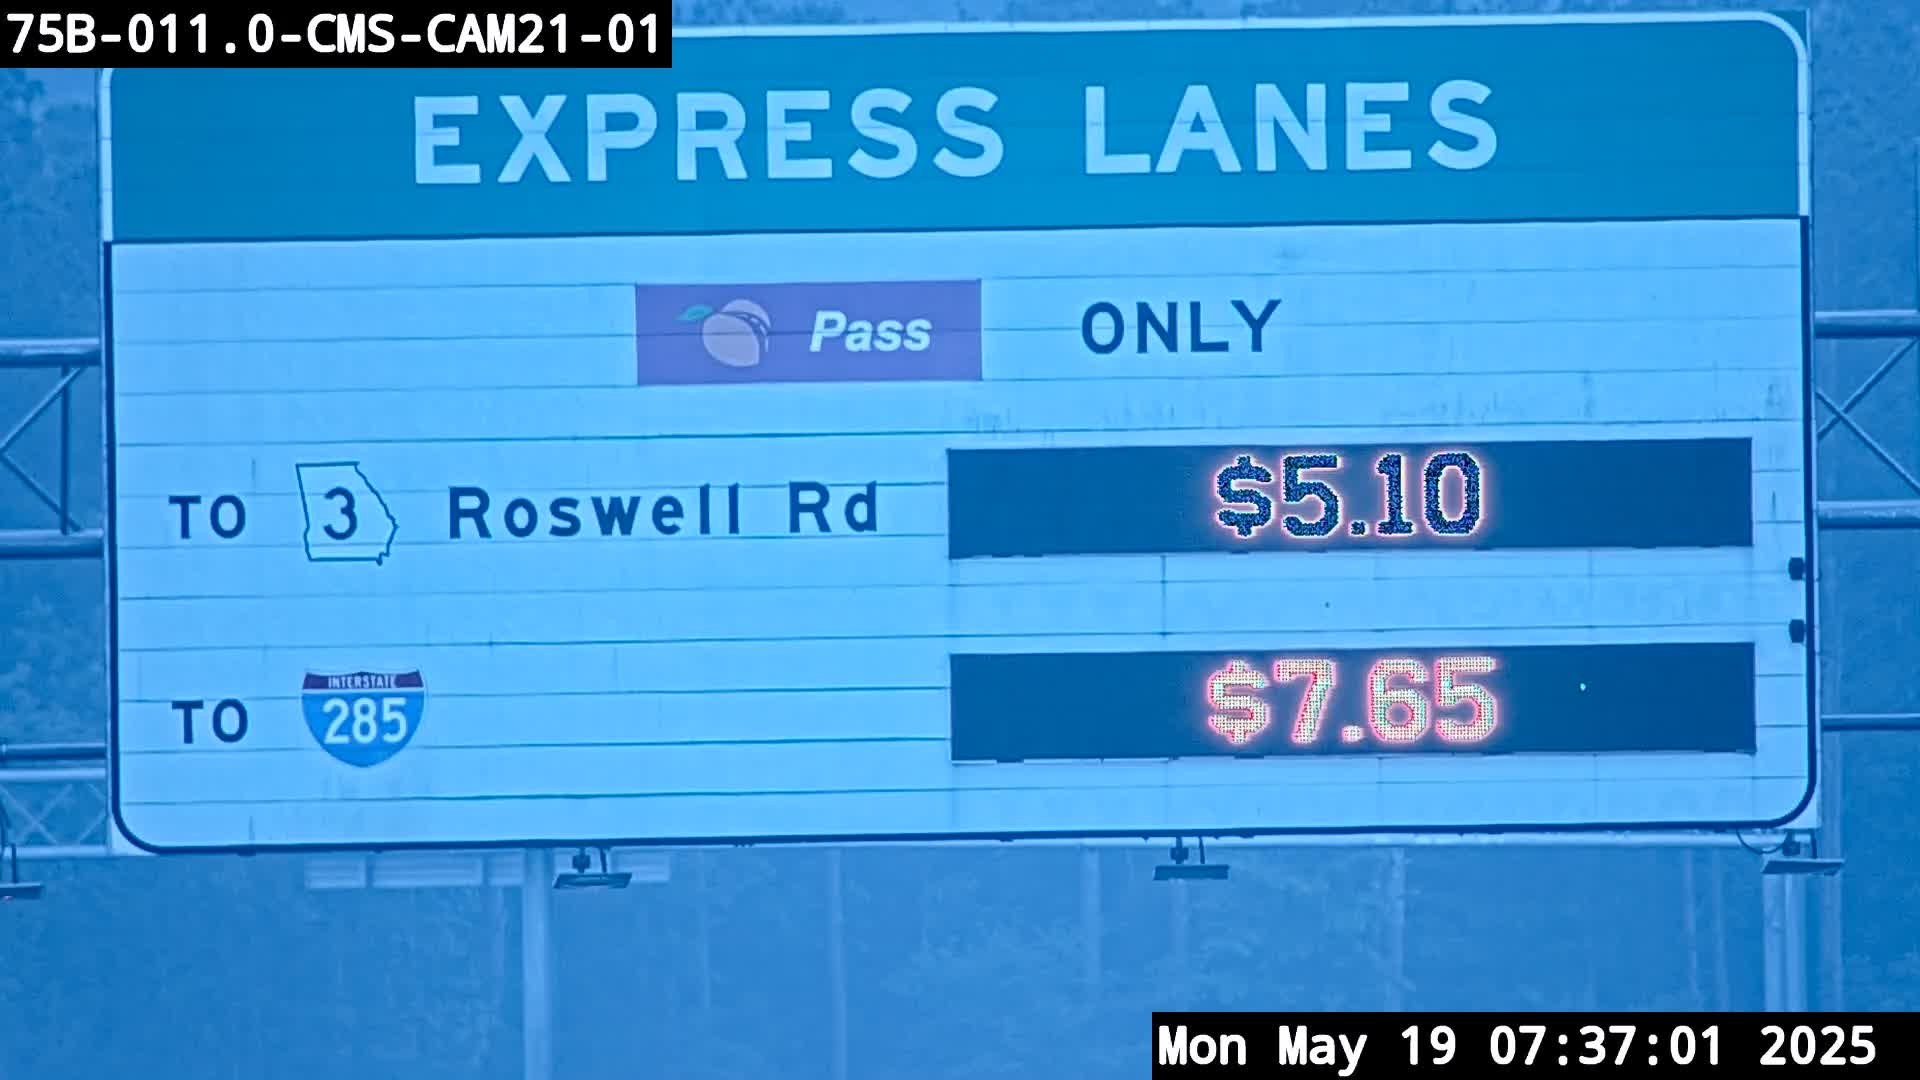 75B-011.0-CMS-CAM21-01
EXPRESS LANES
Pass ONLY
TO 3 Roswell Rd $5.10
TO INTERSTATE 285 $7.65
Mon May 19 07:37:01 2025